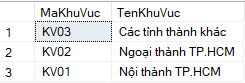 MaKhuVuc TenKhuVuc
1 KV03 Các tỉnh thành khác
2 KV02 Ngoại thành TP.HCM
3 KV01 Nội thành TP.HCM